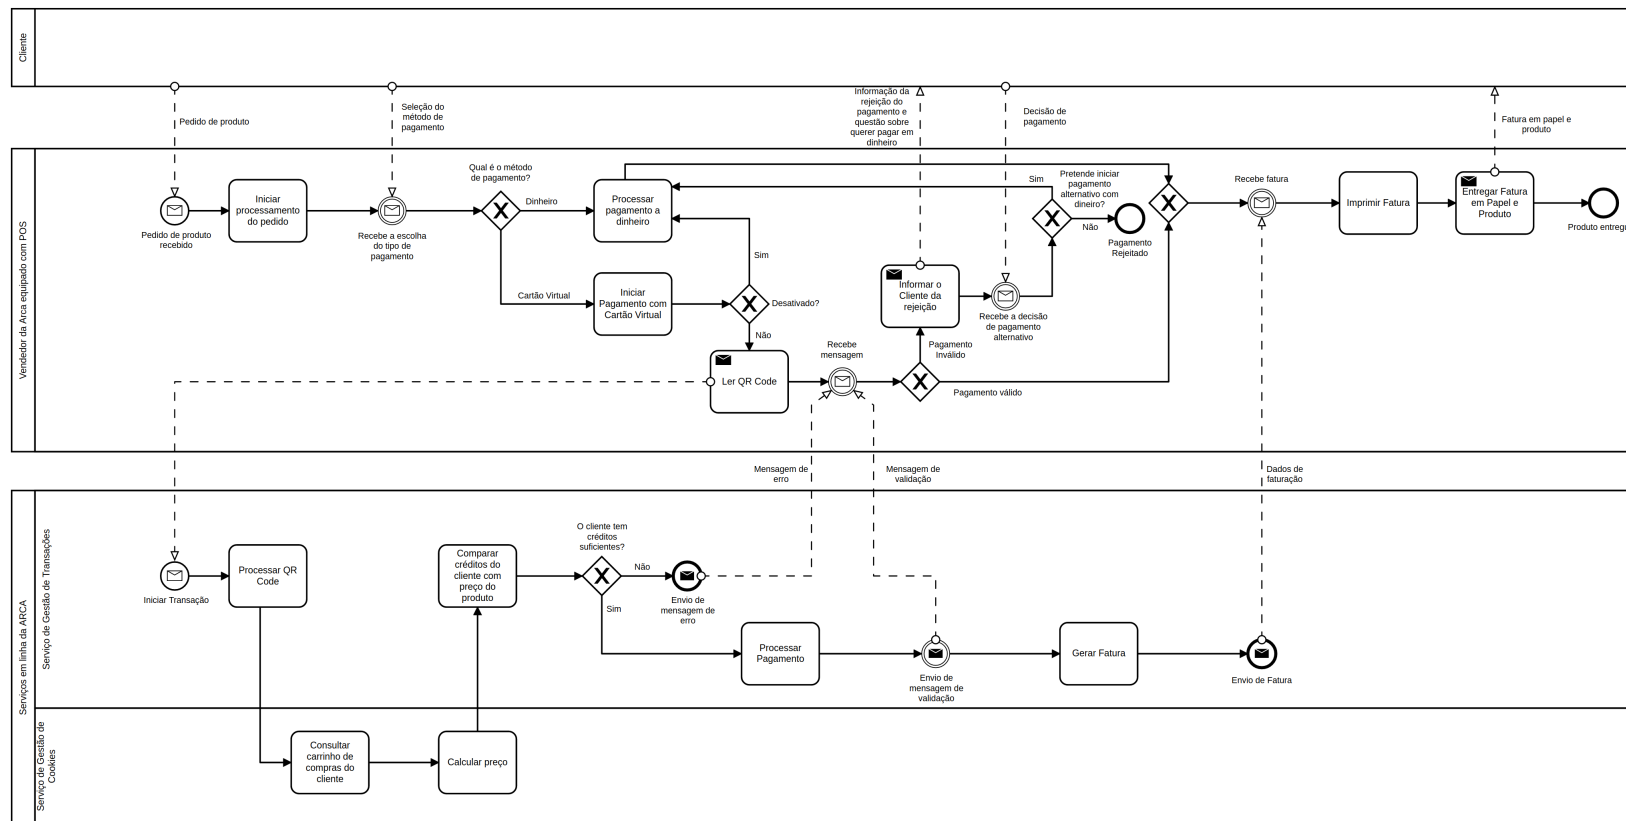 Cliente
Informação da
rejeição do
pagamento e
questão sobre
querer pagar em
dinheiro
Seleção do
método de
pagamento
Pedido de produto
Decisão de
pagamento
Fatura em papel e
produto
Vendedor da Arca equipado com POS
Qual é o método
de pagamento?
Pretende iniciar
pagamento
alternativo com
dinheiro?
Sim
Recebe fatura
Pedido de produto
recebido
Iniciar
processamento
do pedido
Recebe a escolha
do tipo de
pagamento
Dinheiro
Processar
pagamento a
dinheiro
Não
Pagamento
Rejeitado
Imprimir Fatura
Entregar Fatura
em Papel e
Produto
Produto entregu
Sim
Cartão Virtual
Iniciar
Pagamento com
Cartão Virtual
Desativado?
Não
Informar o
Cliente da
rejeição
Recebe a decisão
de pagamento
alternativo
Ler QR Code
Recebe
mensagem
Pagamento
Inválido
Pagamento válido
Mensagem de
erro
Mensagem de
validação
Dados de
faturação
Serviços em linha da ARCA
Serviço de Gestão de Transações
Iniciar Transação
Processar QR
Code
Comparar
créditos do
cliente com
preço do
produto
O cliente tem
créditos
suficientes?
Não
Sim
Envio de
mensagem de
erro
Processar
Pagamento
Envio de
mensagem de
validação
Gerar Fatura
Envio de Fatura
Serviço de Gestão de
Cookies
Consultar
carrinho de
compras do
cliente
Calcular preço